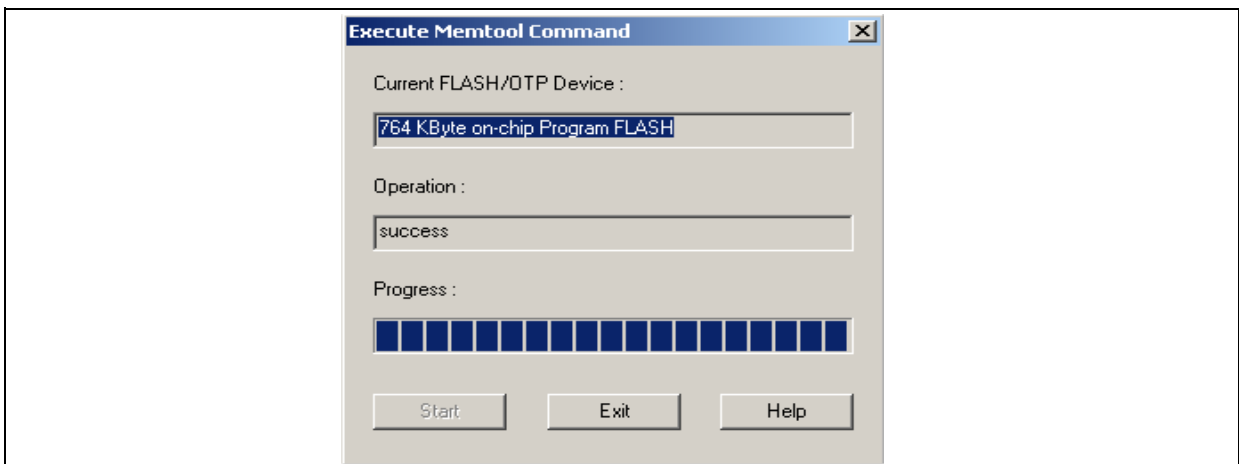 Execute Memtool Command
Current FLASH/OTP Device :
764 KByte on-chip Program FLASH
Operation :
success
Progress :
Start Exit Help